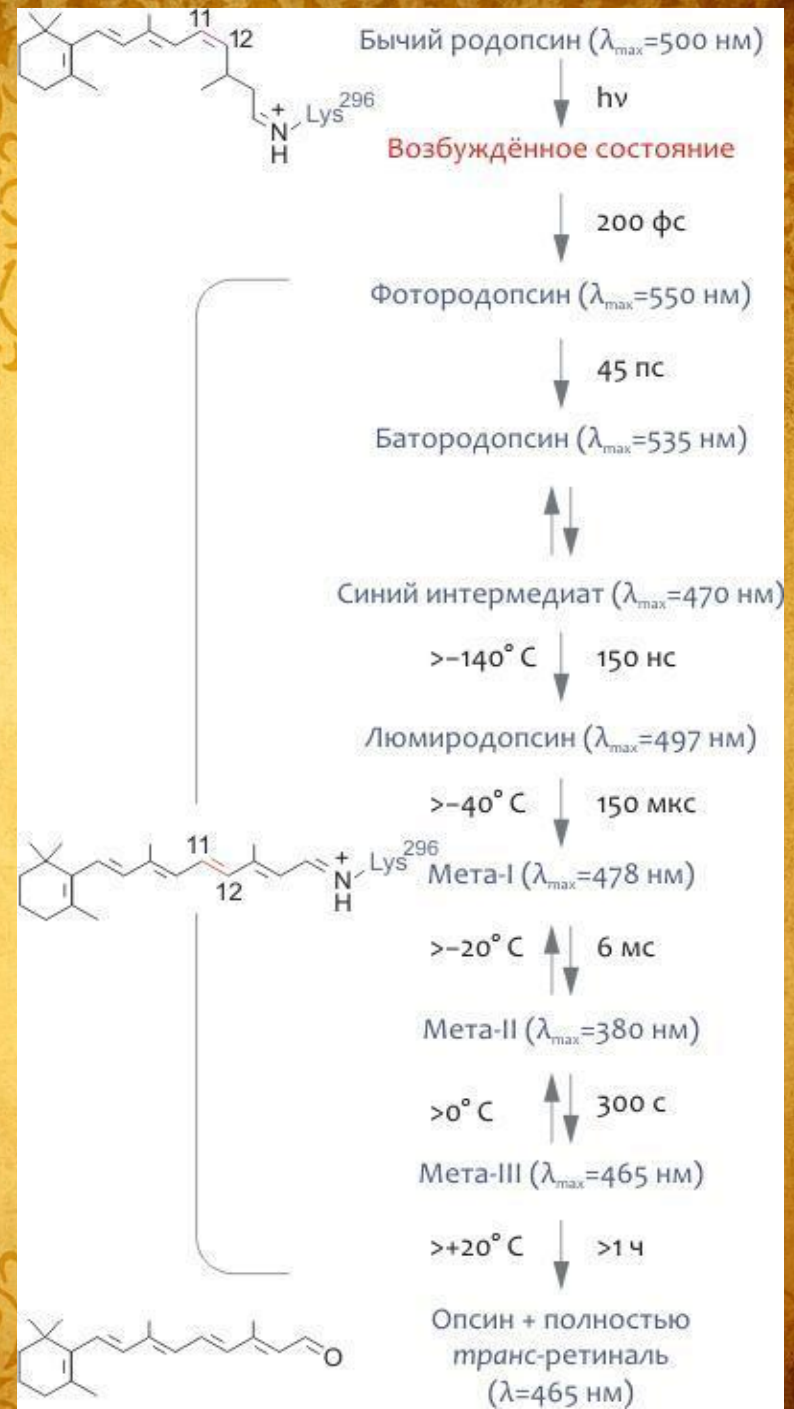 11
12
Бычий родопсин (λmax=500 нм)
hν
+
N
H
Lys296
Возбуждённое состояние
200 фс
Фотородопсин (λmax=550 нм)
45 пс
Батородопсин (λmax=535 нм)
Синий интермедиат (λmax=470 нм)
>−140° C 150 нс
Люмиродопсин (λmax=497 нм)
>−40° C 150 мкс
11
12
+
N
H
Lys296
Мета-I (λmax=478 нм)
>−20° C 6 мс
Мета-II (λmax=380 нм)
>0° C 300 с
Мета-III (λmax=465 нм)
>+20° C >1 ч
O
Опсин + полностью
транс-ретиналь
(λ=465 нм)